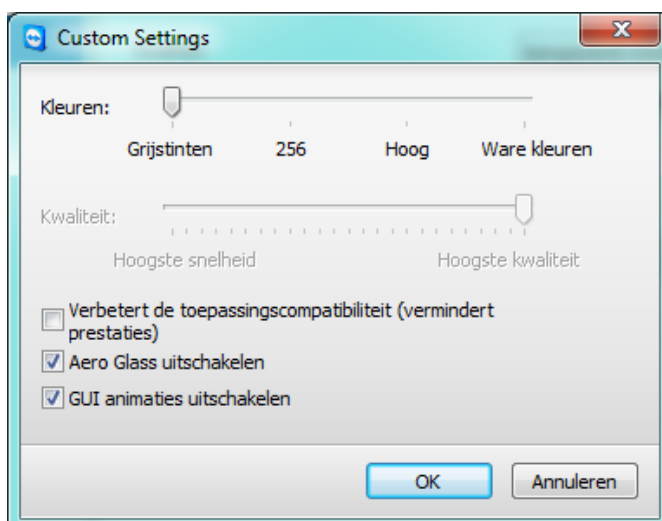 Custom Settings
Kleuren:
Grijstinten 256 Hoog Ware kleuren
Kwaliteit:
Hoogste snelheid Hoogste kwaliteit
Verbetert de toepassingscompatibiliteit (vermindert
prestaties)
Aero Glass uitschakelen
GUI animaties uitschakelen
OK Annuleren